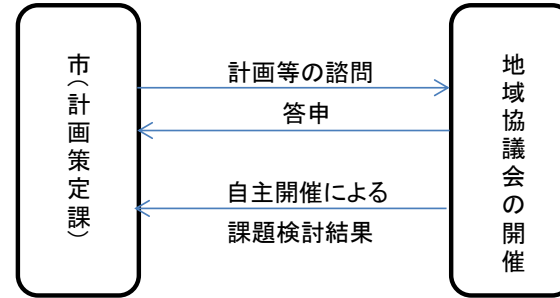 市（計画策定課）
計画等の諮問
答申
自主開催による
課題検討結果
地域協議会の開催